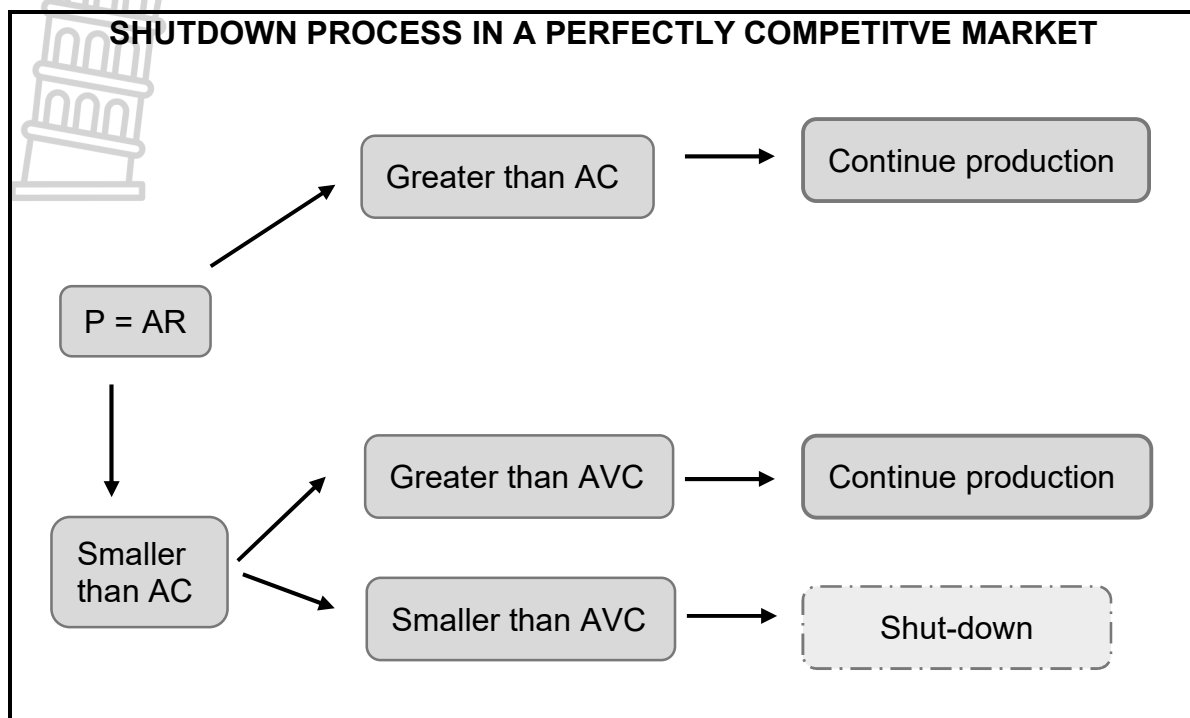 SHUTDOWN PROCESS IN A PERFECTLY COMPETITVE MARKET
Greater than AC
Continue production
P = AR
Greater than AVC
Continue production
Smaller
than AC
Smaller than AVC
Shut-down